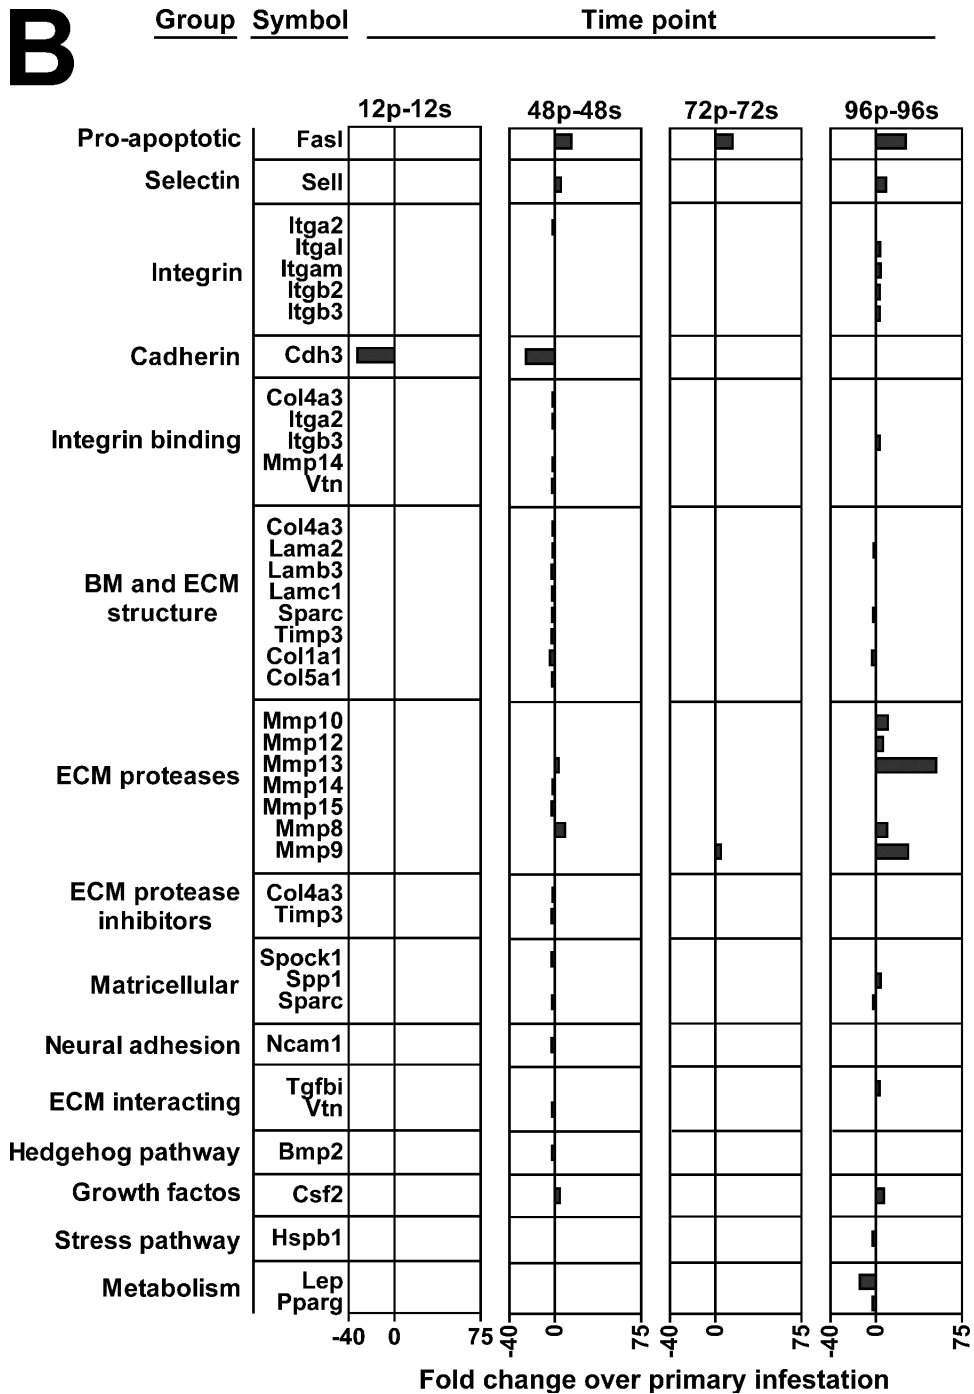 B
Group Symbol Time point
12p-12s 48p-48s 72p-72s 96p-96s
Pro-apoptotic Fasl
Selectin Sell
Itga2
Itgal
Integrin Itgam
Itgb2
Itgb3
Cadherin Cdh3
Col4a3
Itga2
Integrin binding Itgb3
Mmp14
Vtn
Col4a3
Lama2
Lamb3
BM and ECM Lamc1
structure Sparc
Timp3
Col1a1
Col5a1
Mmp10
Mmp12
ECM proteases Mmp13
Mmp14
Mmp15
Mmp8
Mmp9
ECM protease Col4a3
inhibitors Timp3
Spock1
Matricellular Spp1
Sparc
Neural adhesion Ncam1
Tgfbi
ECM interacting Vtn
Hedgehog pathway Bmp2
Growth factos Csf2
Stress pathway Hspb1
Metabolism Lep
Pparg
-40 0 75 -40 0 75 -40 0 75 -40 0 75
Fold change over primary infestation